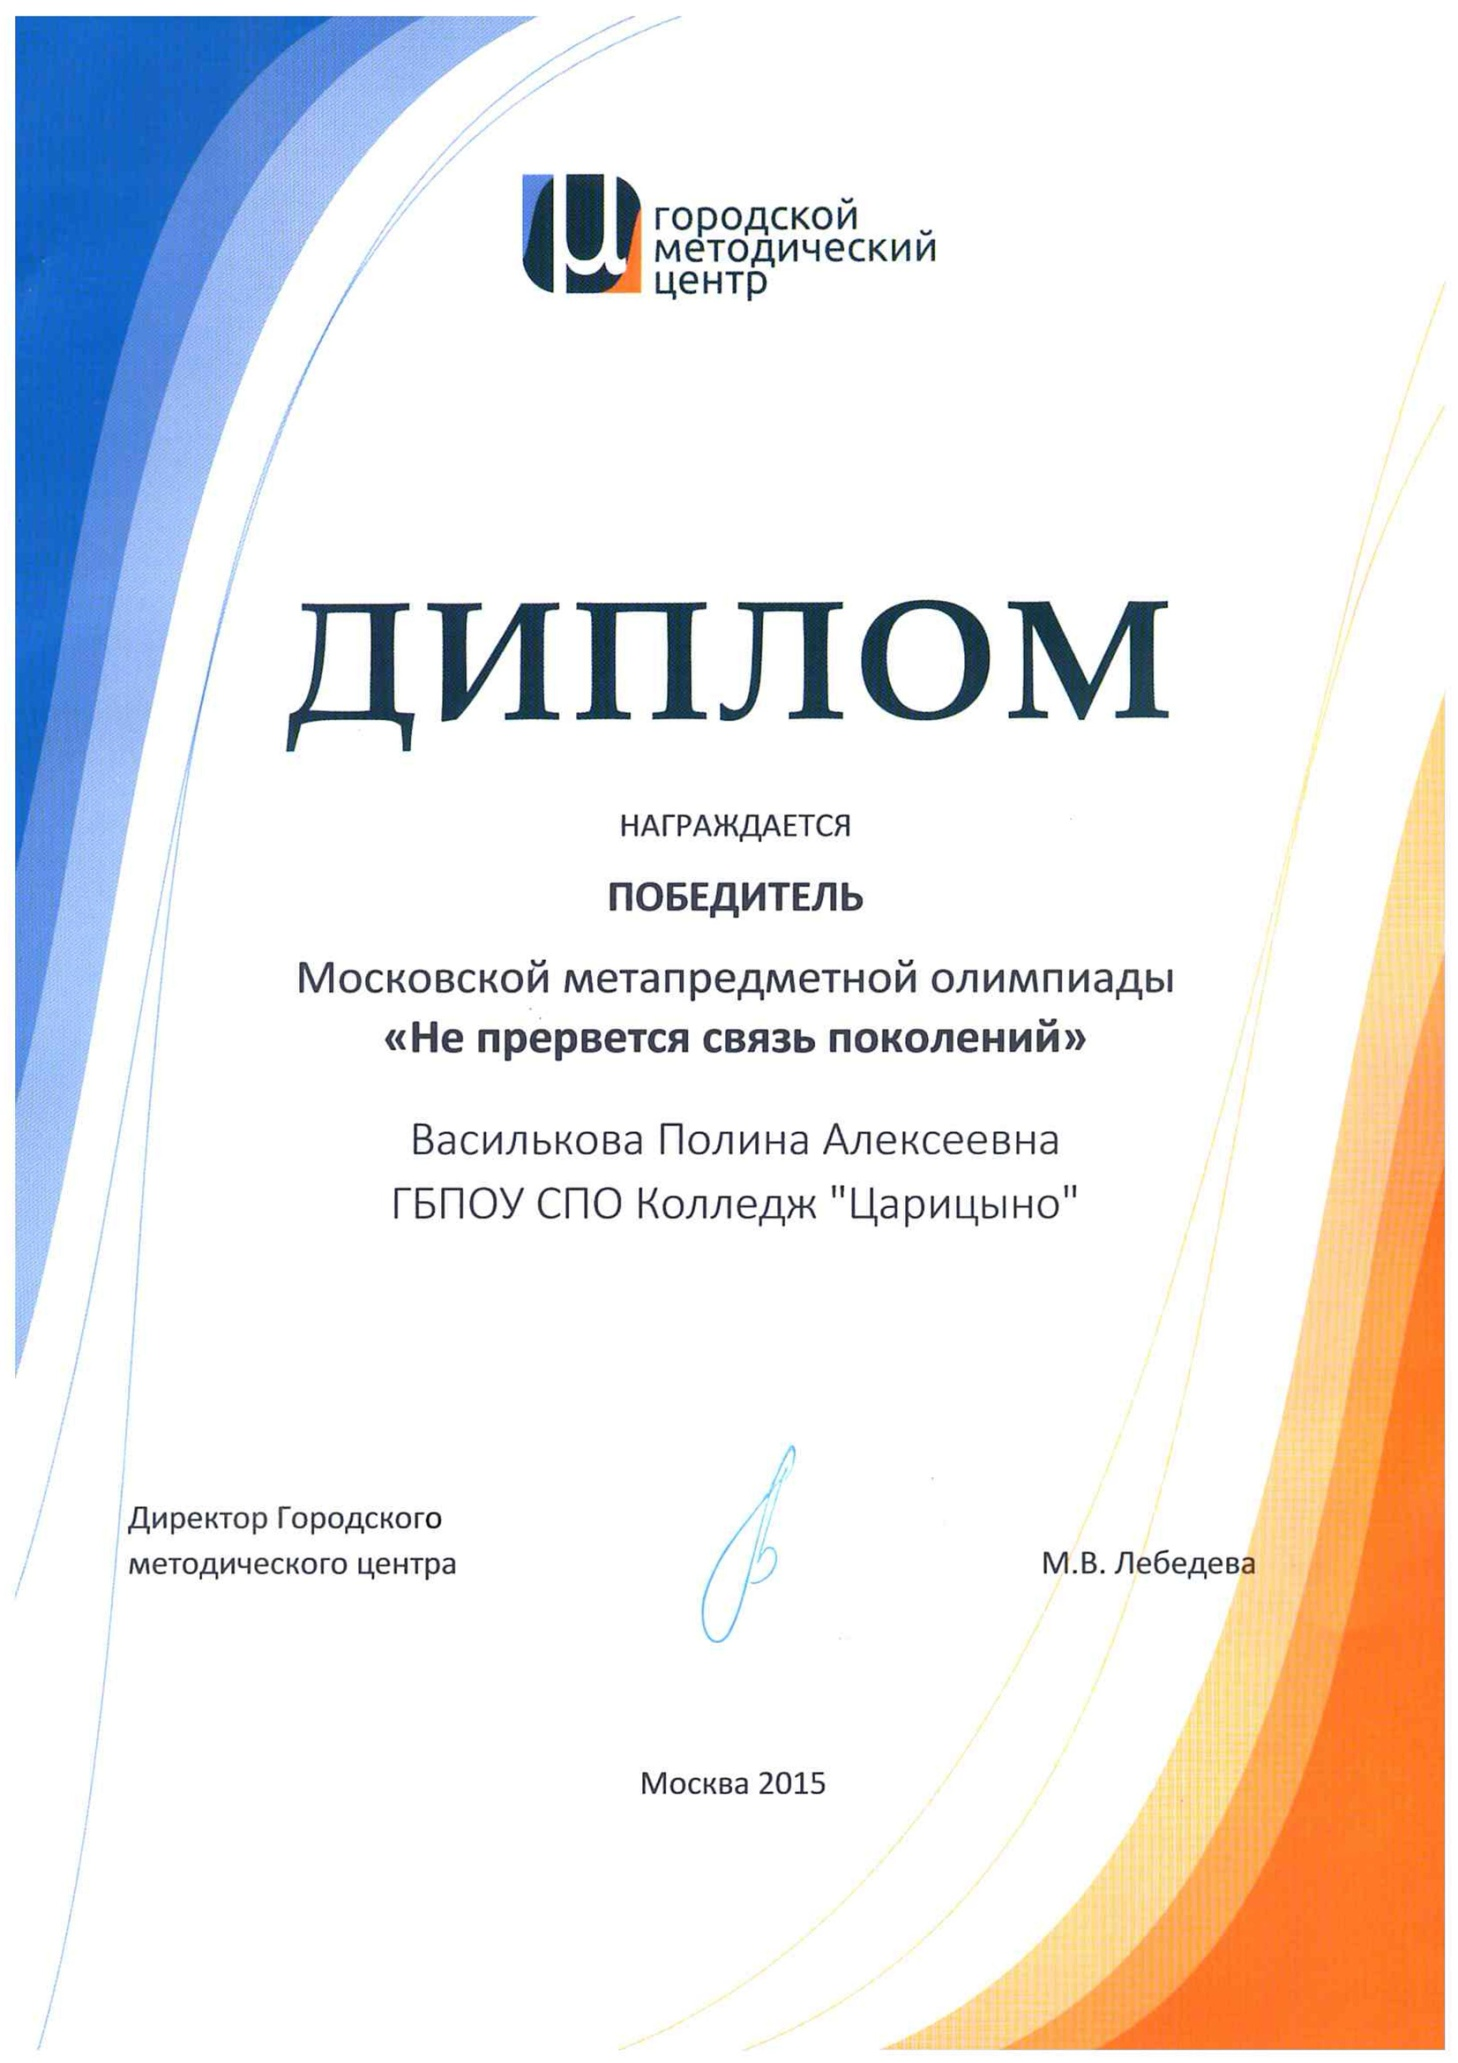 городской
методический
центр
ДИПЛОМ
НАГРАЖДАЕТСЯ
ПОБЕДИТЕЛЬ
Московской метапредметной олимпиады
«Не прервется связь поколений»
Василькова Полина Алексеевна
ГБПОУ СПО Колледж "Царицыно"
Директор Городского
методического центра
М.В. Лебедева
Москва 2015